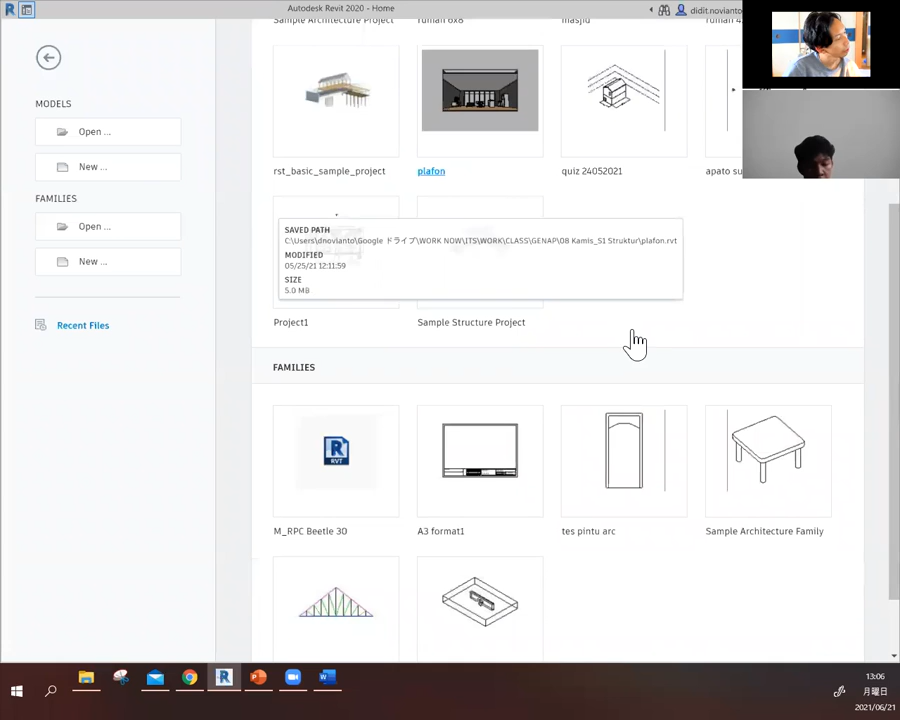 Autodesk Revit 2020 - Home
didit.novianto
Sample Architecture Project
rumah 6x8
masjid
MODELS
Open ...
New ...
FAMILIES
Open ...
New ...
Recent Files
rst_basic_sample_project
plafon
quiz 24052021
SAVED PATH
C:\Users\dnovianto\Google ドライブ\WORK NOW\ITS\WORK\CLASS\GENAP\08 Kamis_S1 Struktur\plafon.rvt
MODIFIED
05/25/21 12:11:59
SIZE
5.0 MB
Project1
Sample Structure Project
FAMILIES
RVT
M_RPC Beetle 30
A3 format1
tes pintu arc
Sample Architecture Family
13:06
月曜日
2021/06/21